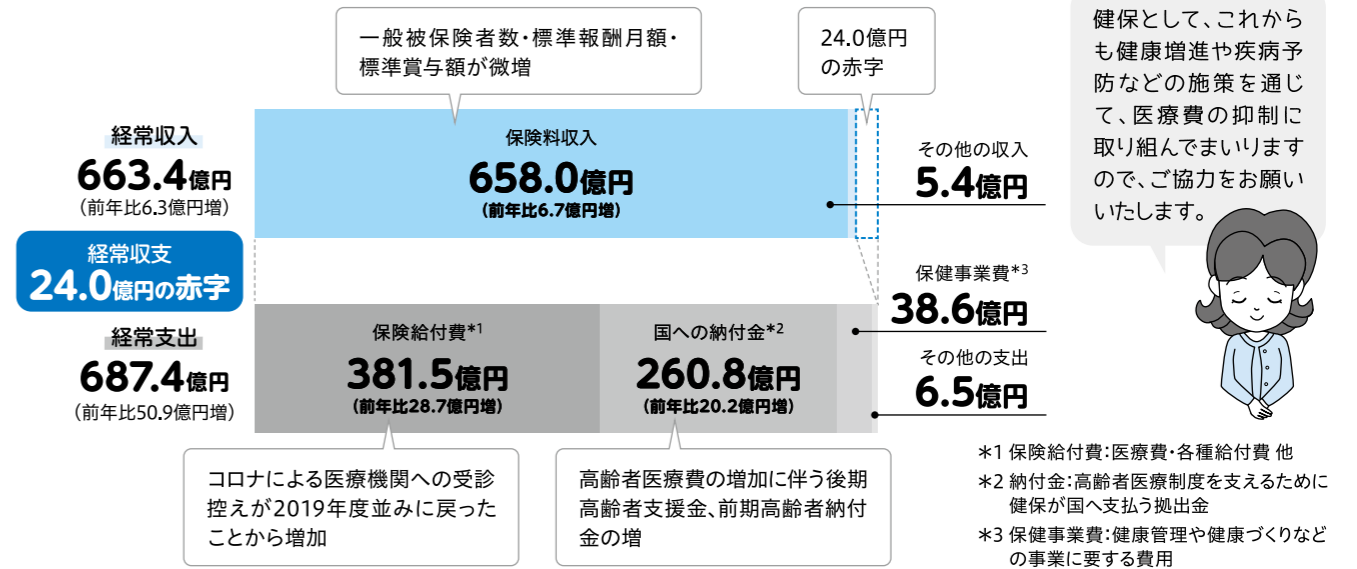 一般被保険者数・標準報酬月額・
標準賞与額が微増
24.0億円
の赤字
健保として、これから
も健康増進や疾病予
防などの施策を通じ
て、医療費の抑制に
取り組んでまいります
ので、ご協力をお願い
いたします。
経常収入
663.4億円
(前年比6.3億円増)
保険料収入
658.0億円
(前年比6.7億円増)
その他の収入
5.4億円
経常収支
24.0億円の赤字
経常支出
687.4億円
(前年比50.9億円増)
保険給付費*1
381.5億円
(前年比28.7億円増)
国への納付金*2
260.8億円
(前年比20.2億円増)
保健事業費*3
38.6億円
その他の支出
6.5億円
コロナによる医療機関への受診
控えが2019年度並みに戻った
ことから増加
高齢者医療費の増加に伴う後期
高齢者支援金、前期高齢者納付
金の増
*1 保険給付費:医療費・各種給付費 他
*2 納付金:高齢者医療制度を支えるために
健保が国へ支払う拠出金
*3 保健事業費:健康管理や健康づくりなど
の事業に要する費用